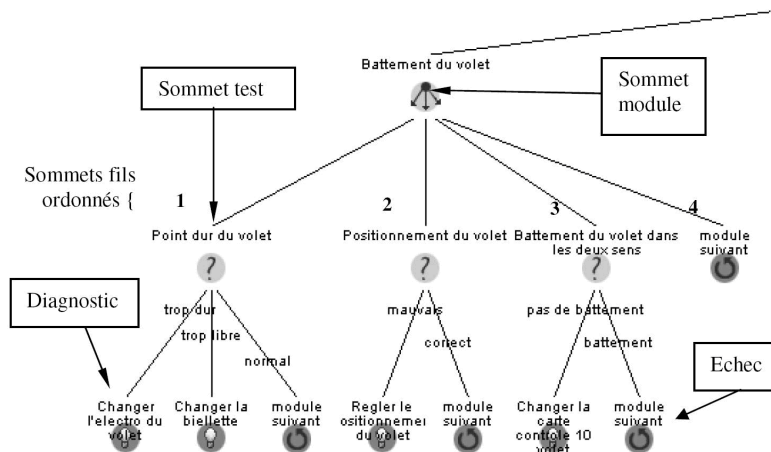 Battement du volet
Sommet test
Sommet
module
Sommets fils
ordonnés {
1
2
3
4
Point dur du volet
Positionnement du volet
Battement du volet dans
les deux sens
module
suivant
?
?
?
Diagnostic
trop dur
trop libre
normal
mauvais
correct
pas de battement
battement
Echec
Changer
l'electro du
volet
Changer la
biellette
module
suivant
Regler le
ositionnemer
du volet
module
suivant
Changer la
carte
controle 10
volet
module
suivant